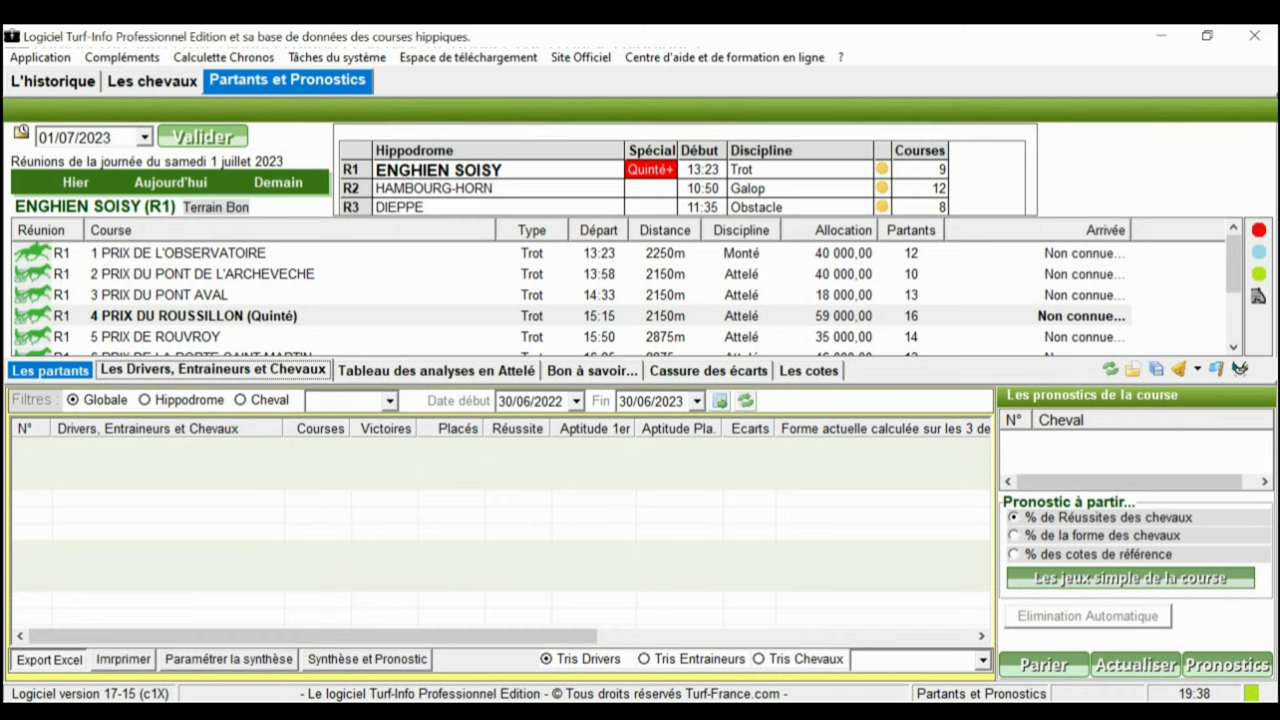 Logiciel Turf-Info Professionnel Edition et sa base de données des courses hippiques.
Application Compléments Calculette Chronos Tâches du système Espace de téléchargement Site Officiel Centre d'aide et de formation en ligne ?
L'historique Les chevaux Partants et Pronostics
01/07/2023 Valider
Réunions de la journée du samedi 1 juillet 2023
Hier Aujourd'hui Demain
ENGHIEN SOISY (R1) Terrain Bon
Hippodrome Spécial Début Discipline Courses
R1 ENGHIEN SOISY Quinté+ 13:23 Trot 9
R2 HAMBOURG-HORN 10:50 Galop 12
R3 DIEPPE 11:35 Obstacle 8
Réunion Course Type Départ Distance Discipline Allocation Partants Arrivée
R1 1 PRIX DE L'OBSERVATOIRE Trot 13:23 2250m Monté 40 000,00 12 Non connue...
R1 2 PRIX DU PONT DE L'ARCHEVECHE Trot 13:58 2150m Attelé 40 000,00 10 Non connue...
R1 3 PRIX DU PONT AVAL Trot 14:33 2150m Attelé 18 000,00 13 Non connue...
R1 4 PRIX DU ROUSSILLON (Quinté) Trot 15:15 2150m Attelé 59 000,00 16 Non connue...
R1 5 PRIX DE ROUVROY Trot 15:50 2875m Attelé 35 000,00 14 Non connue...
Les partants Les Drivers, Entraineurs et Chevaux Tableau des analyses en Attelé Bon à savoir... Cassure des écarts Les cotes
Filtres : Globale Hippodrome Cheval Date début 30/06/2022 Fin 30/06/2023
N° Drivers, Entraineurs et Chevaux Courses Victoires Placés Réussite Aptitude 1er Aptitude Pla. Ecarts Forme actuelle calculée sur les 3 de
Les pronostics de la course
N° Cheval
Pronostic à partir...
% de Réussites des chevaux
% de la forme des chevaux
% des cotes de référence
Les jeux simple de la course
Elimination Automatique
Parier Actualiser Pronostics
Export Excel Imrprimer Paramétrer la synthèse Synthèse et Pronostic Tris Drivers Tris Entraineurs Tris Chevaux
Logiciel version 17-15 (c1X) - Le logiciel Turf-Info Professionnel Edition - © Tous droits réservés Turf-France.com - Partants et Pronostics 19:38